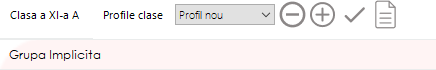 Clasa a XI-a A Profile clase Profil nou
Grupa Implicita